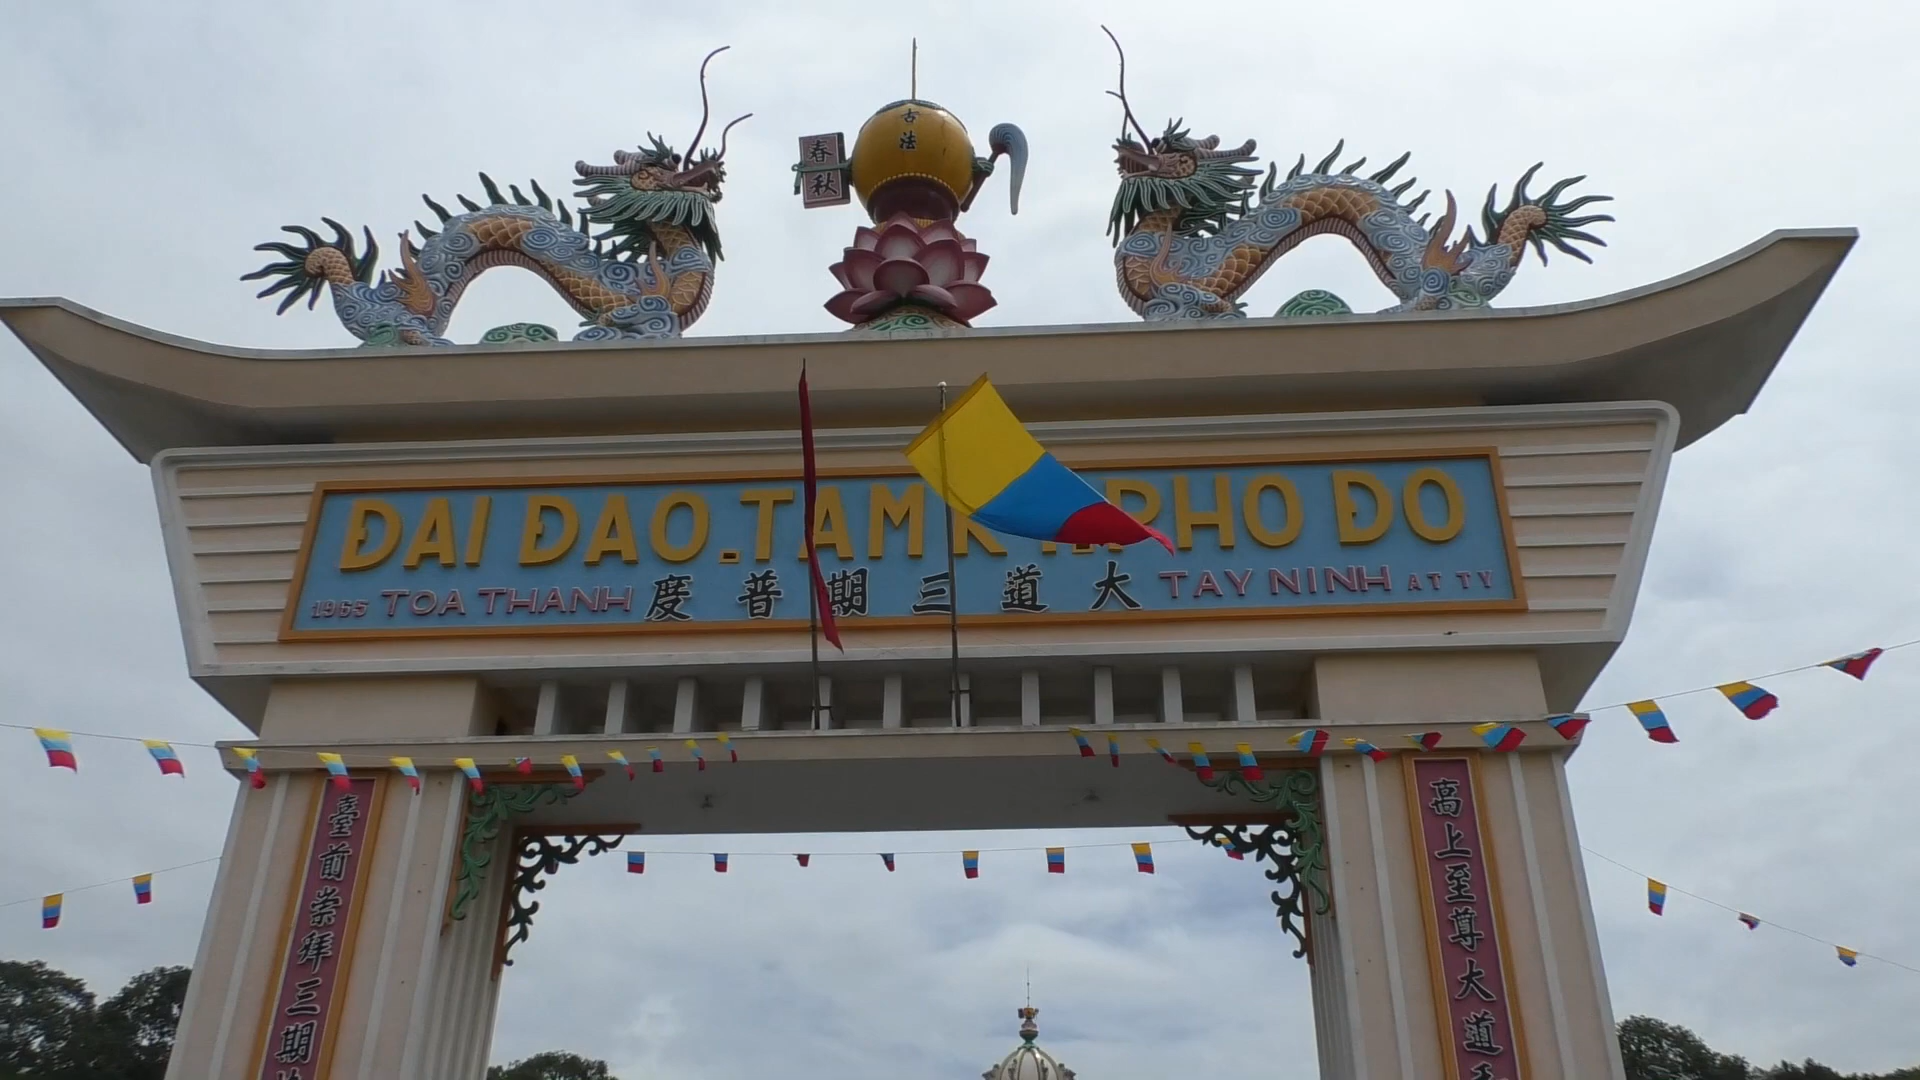 古法
春秋
ĐAI ĐAO TAM K PHO ĐO
1965 TOA THANH 度普期三道大 TAY NINH AT TY
臺前崇拜三期
高上至尊大道